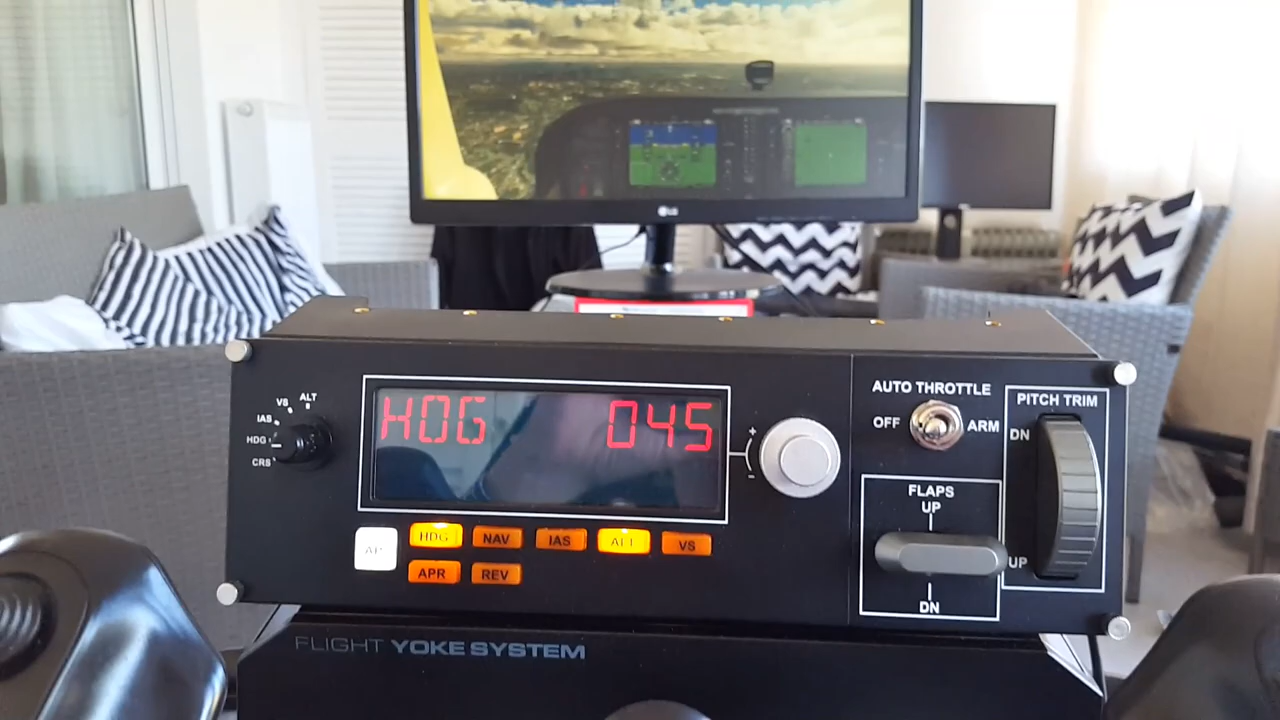 LG
ALT
VS
IAS
HDG
CRS
HDG 045
+
-
AP HDG NAV IAS ALT VS
APR REV
AUTO THROTTLE
OFF ARM
PITCH TRIM
DN
UP
FLAPS
UP
DN
FLIGHT YOKE SYSTEM